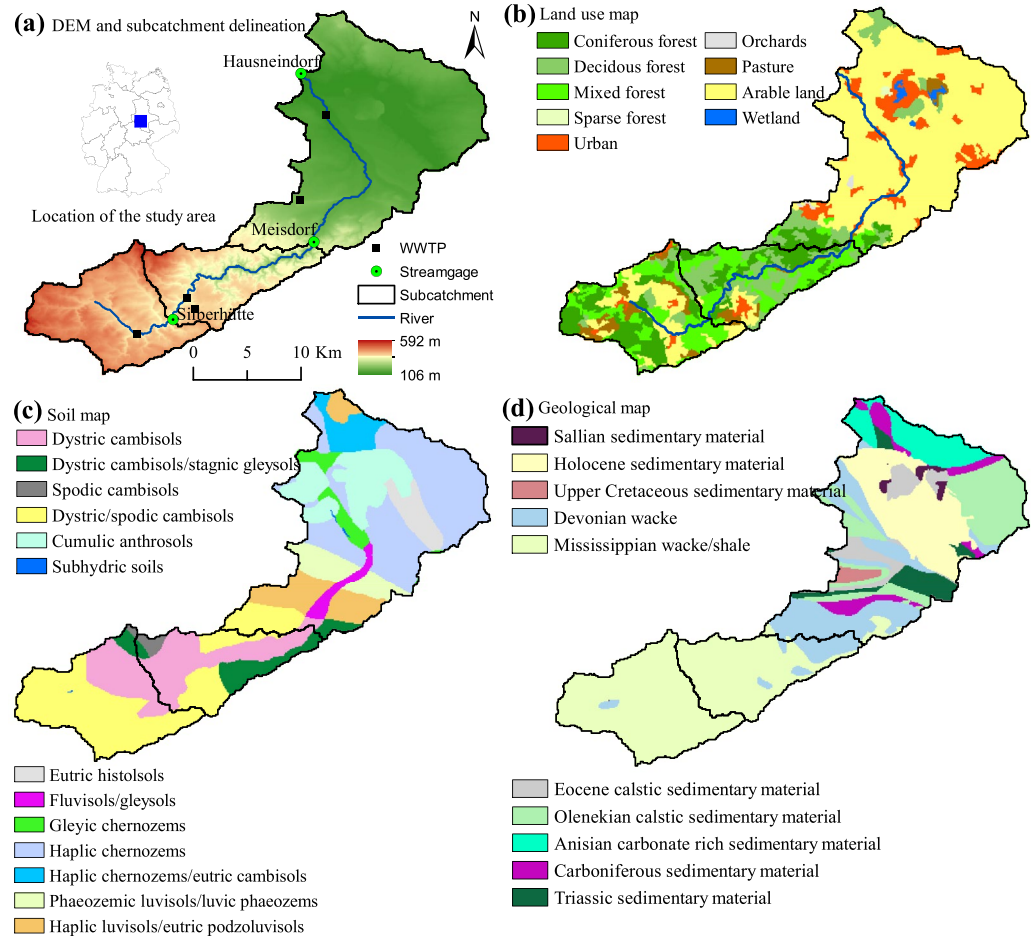 (a) DEM and subcatchment delineation
N
Hausneindorf
Location of the study area
Meisdorf
Silberhütte
WWTP
Streamgage
Subcatchment
River
592 m
106 m
0 5 10 Km
(b) Land use map
Coniferous forest
Decidous forest
Mixed forest
Sparse forest
Urban
Orchards
Pasture
Arable land
Wetland
(c) Soil map
Dystric cambisols
Dystric cambisols/stagnic gleysols
Spodic cambisols
Dystric/spodic cambisols
Cumulic anthrosols
Subhydric soils
Eutric histolsols
Fluvisols/gleysols
Gleyic chernozems
Haplic chernozems
Haplic chernozems/eutric cambisols
Phaeozemic luvisols/luvic phaeozems
Haplic luvisols/eutric podzoluvisols
(d) Geological map
Sallian sedimentary material
Holocene sedimentary material
Upper Cretaceous sedimentary material
Devonian wacke
Mississippian wacke/shale
Eocene calstic sedimentary material
Olenekian calstic sedimentary material
Anisian carbonate rich sedimentary material
Carboniferous sedimentary material
Triassic sedimentary material